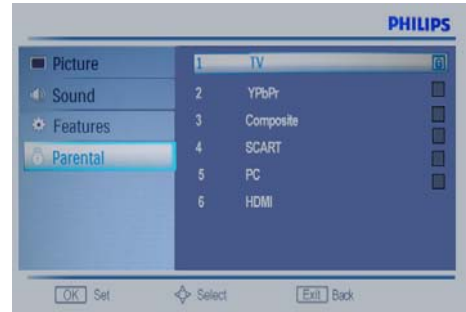 PHILIPS
Picture
Sound
Features
Parental
1 TV
2 YPbPr
3 Composite
4 SCART
5 PC
6 HDMI
OK Set Select Exit Back